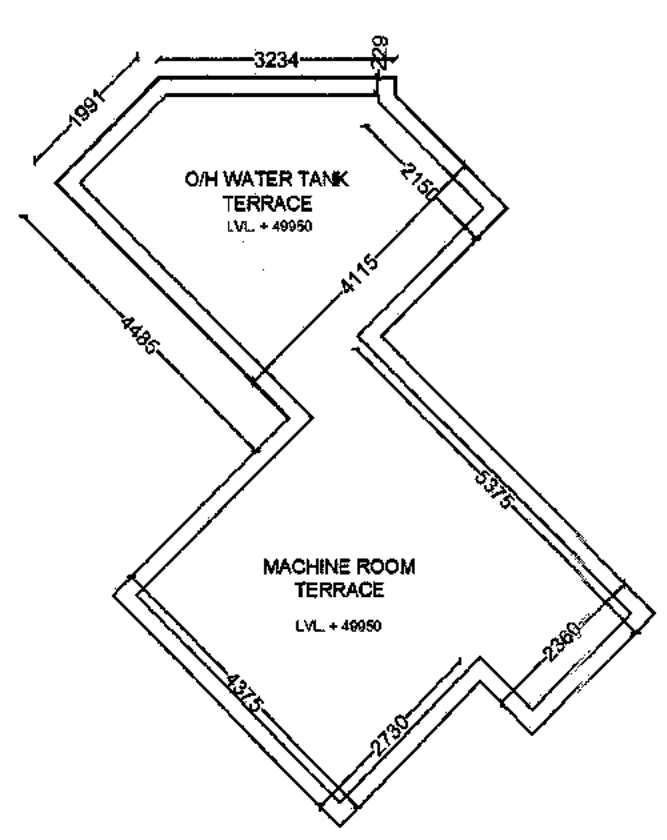 3234
229
1991
O/H WATER TANK
TERRACE
LVL. + 49950
2150
4115
4485
5375
MACHINE ROOM
TERRACE
LVL. + 49950
2360
4375
2730